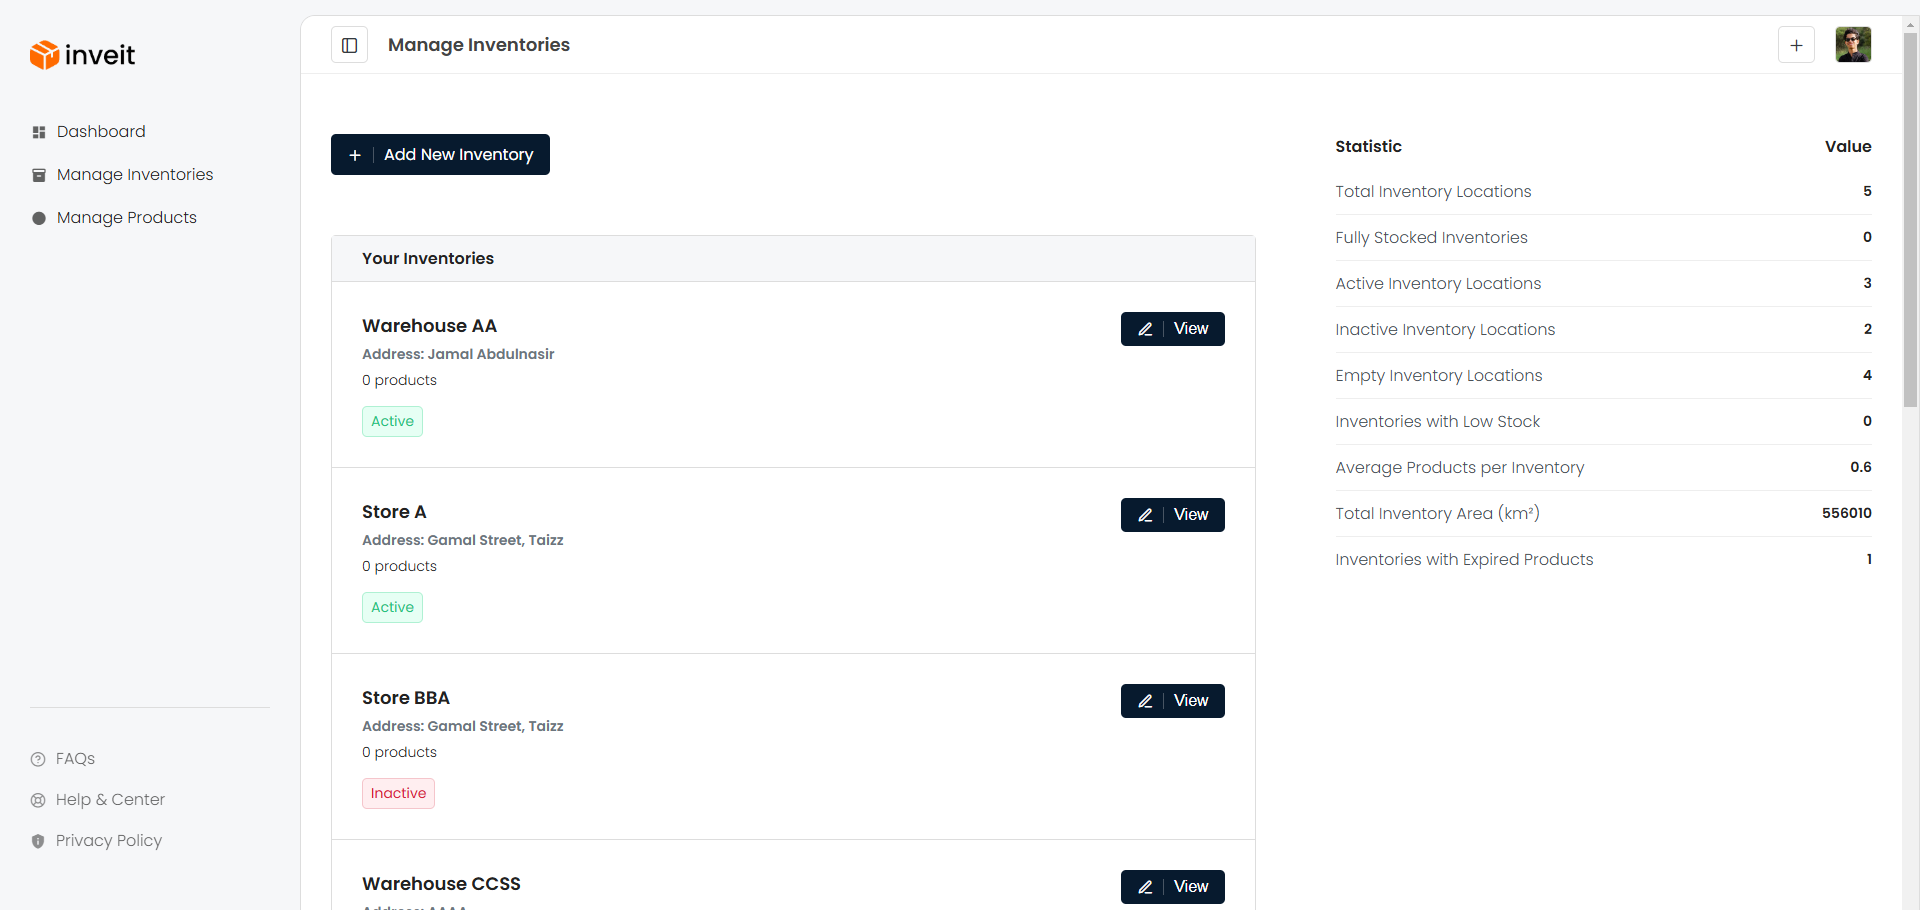 inveit
Dashboard
Manage Inventories
Manage Products
FAQs
Help & Center
Privacy Policy
Manage Inventories
Add New Inventory
Your Inventories
Warehouse AA
View
Address: Jamal Abdulnasir
0 products
Active
Store A
View
Address: Gamal Street, Taizz
0 products
Active
Store BBA
View
Address: Gamal Street, Taizz
0 products
Inactive
Warehouse CCSS
View
Address: AAAA
Statistic Value
Total Inventory Locations 5
Fully Stocked Inventories 0
Active Inventory Locations 3
Inactive Inventory Locations 2
Empty Inventory Locations 4
Inventories with Low Stock 0
Average Products per Inventory 0.6
Total Inventory Area (km²) 556010
Inventories with Expired Products 1